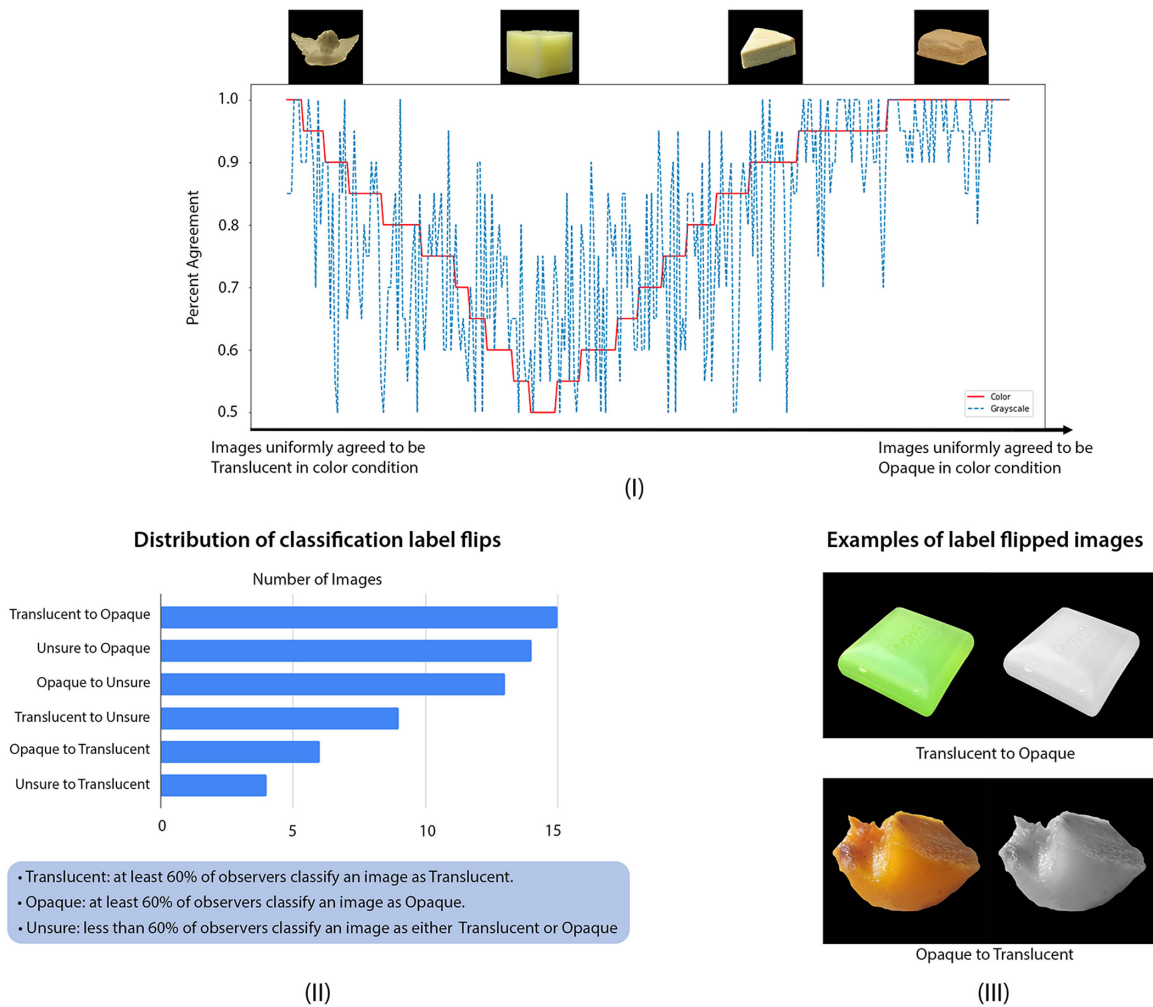 1.0
0.9
0.8
0.7
0.6
0.5
Percent Agreement
Color
Grayscale
Images uniformly agreed to be
Translucent in color condition
Images uniformly agreed to be
Opaque in color condition
(I)
Distribution of classification label flips
Number of Images
Translucent to Opaque
Unsure to Opaque
Opaque to Unsure
Translucent to Unsure
Opaque to Translucent
Unsure to Translucent
0 5 10 15
• Translucent: at least 60% of observers classify an image as Translucent.
• Opaque: at least 60% of observers classify an image as Opaque.
• Unsure: less than 60% of observers classify an image as either Translucent or Opaque
(II)
Examples of label flipped images
Translucent to Opaque
Opaque to Translucent
(III)